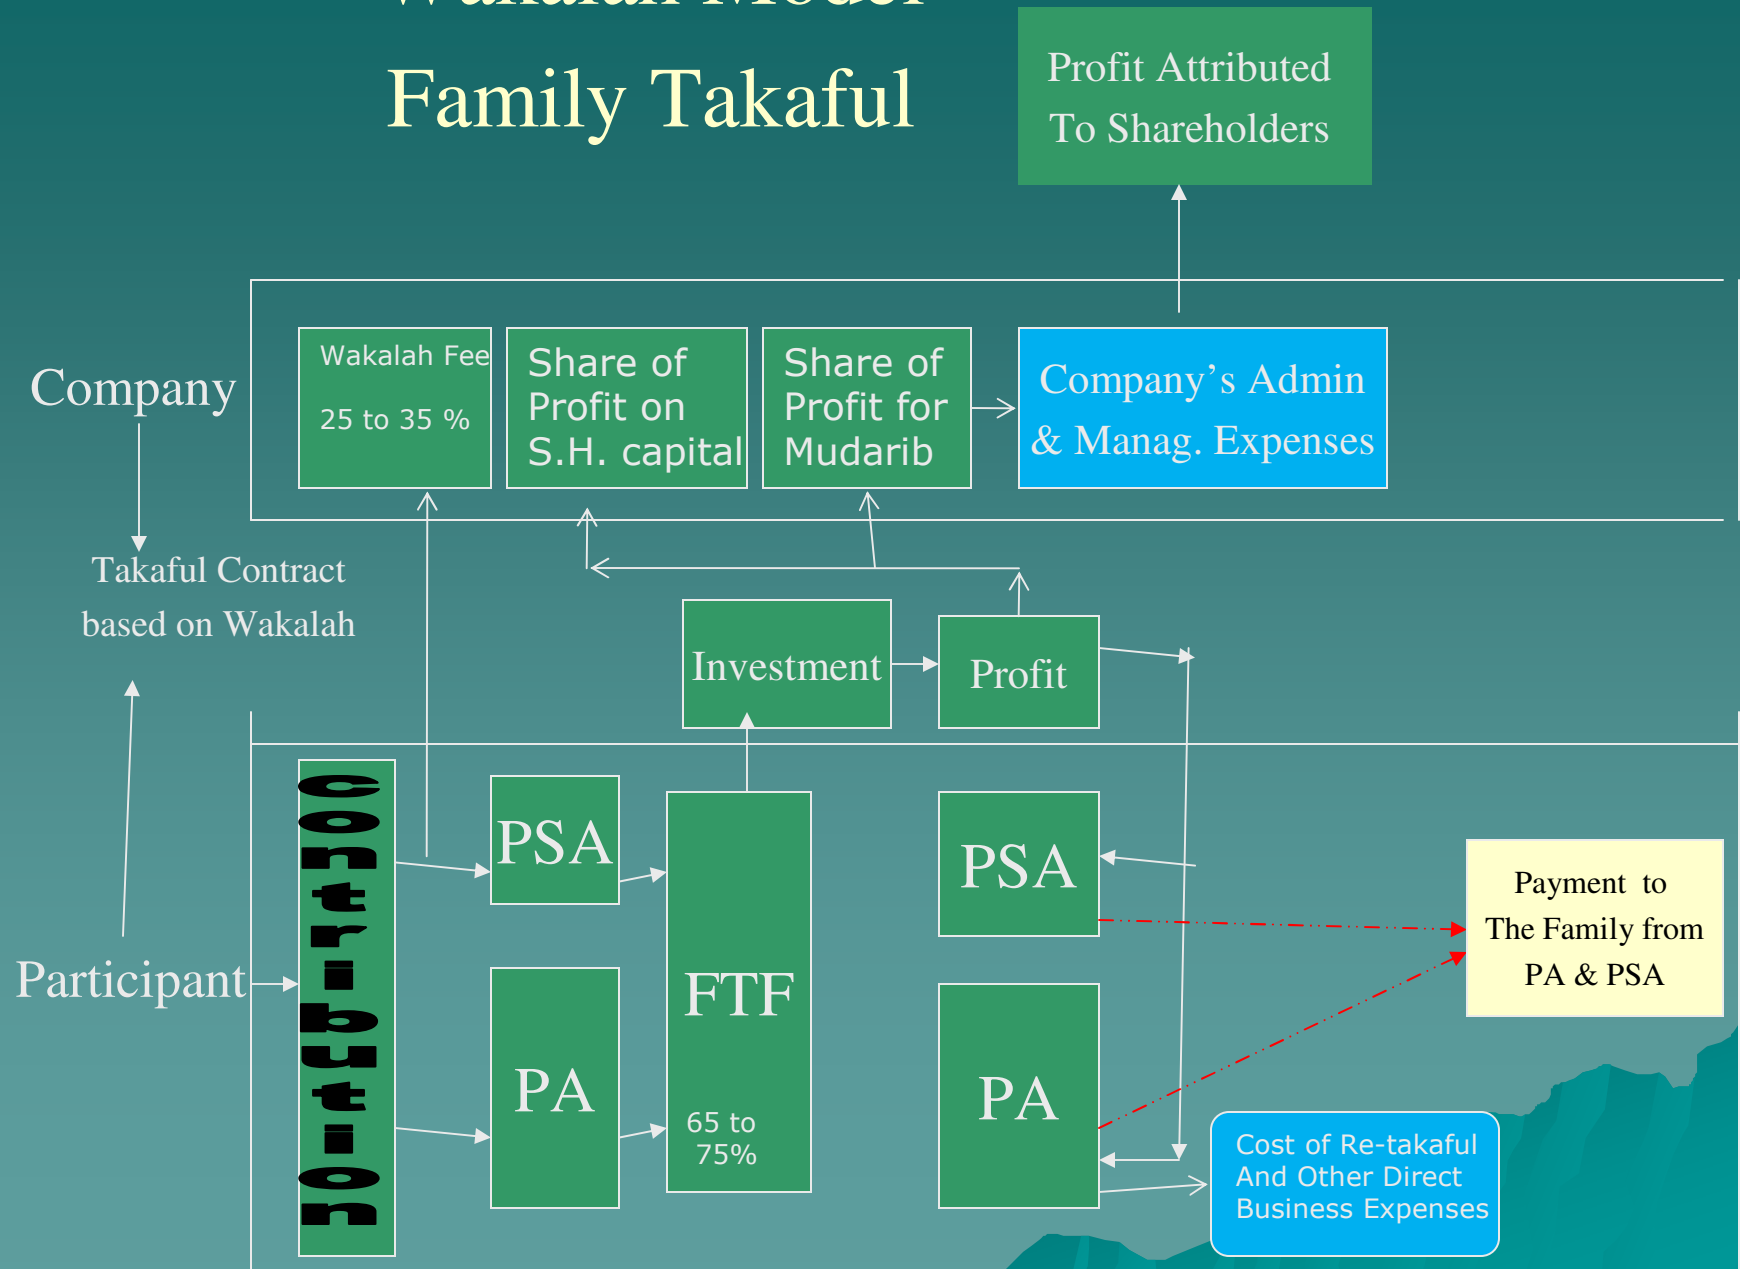 Wakalah Model
Family Takaful
Profit Attributed
To Shareholders
Company
Wakalah Fee
25 to 35 %
Share of
Profit on
S.H. capital
Share of
Profit for
Mudarib
Company’s Admin
& Manag. Expenses
Takaful Contract
based on Wakalah
Investment
Profit
Participant
Contribution
PSA
PA
FTF
65 to
75%
PSA
PA
Payment to
The Family from
PA & PSA
Cost of Re-takaful
And Other Direct
Business Expenses